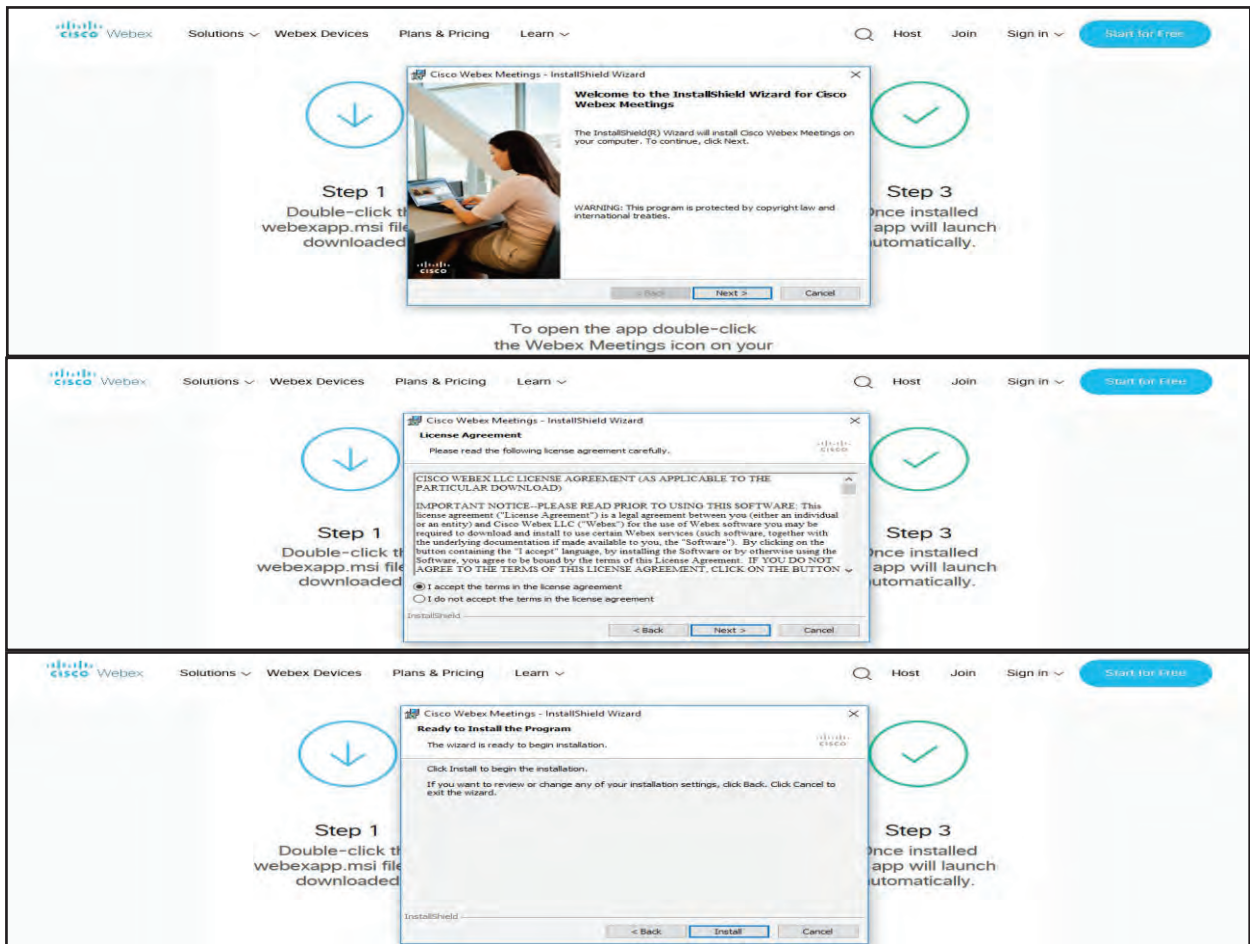 cisco Webex Solutions Webex Devices Plans & Pricing Learn Host Join Sign in Start for Free
Cisco Webex Meetings - InstallShield Wizard
Welcome to the InstallShield Wizard for Cisco
Webex Meetings
The InstallShield(R) Wizard will install Cisco Webex Meetings on
your computer. To continue, click Next.
WARNING: This program is protected by copyright law and
international treaties.
cisco
< Back Next > Cancel
Step 1
Double-click th
webexapp.msi file
downloaded
Step 3
nce installed
app will launch
utomatically.
To open the app double-click
the Webex Meetings icon on your
cisco Webex Solutions Webex Devices Plans & Pricing Learn Host Join Sign in Start for Free
Cisco Webex Meetings - InstallShield Wizard
License Agreement
Please read the following license agreement carefully.
cisco
CISCO WEBEX LLC LICENSE AGREEMENT (AS APPLICABLE TO THE
PARTICULAR DOWNLOAD)
IMPORTANT NOTICE--PLEASE READ PRIOR TO USING THIS SOFTWARE: This
license agreement ("License Agreement") is a legal agreement between you (either an individual
or an entity) and Cisco Webex LLC ("Webex") for the use of Webex software you may be
required to download and install to use certain Webex services (such software, together with
the underlying documentation if made available to you, the "Software"). By clicking on the
button containing the "I accept" language, by installing the Software or by otherwise using the
Software, you agree to be bound by the terms of this License Agreement. IF YOU DO NOT
AGREE TO THE TERMS OF THIS LICENSE AGREEMENT, CLICK ON THE BUTTON
I accept the terms in the license agreement
I do not accept the terms in the license agreement
InstallShield
< Back Next > Cancel
Step 1
Double-click th
webexapp.msi file
downloaded
Step 3
nce installed
app will launch
utomatically.
cisco Webex Solutions Webex Devices Plans & Pricing Learn Host Join Sign in Start for Free
Cisco Webex Meetings - InstallShield Wizard
Ready to Install the Program
The wizard is ready to begin installation.
cisco
Click Install to begin the installation.
If you want to review or change any of your installation settings, click Back. Click Cancel to
exit the wizard.
InstallShield
< Back Install Cancel
Step 1
Double-click th
webexapp.msi file
downloaded
Step 3
nce installed
app will launch
utomatically.